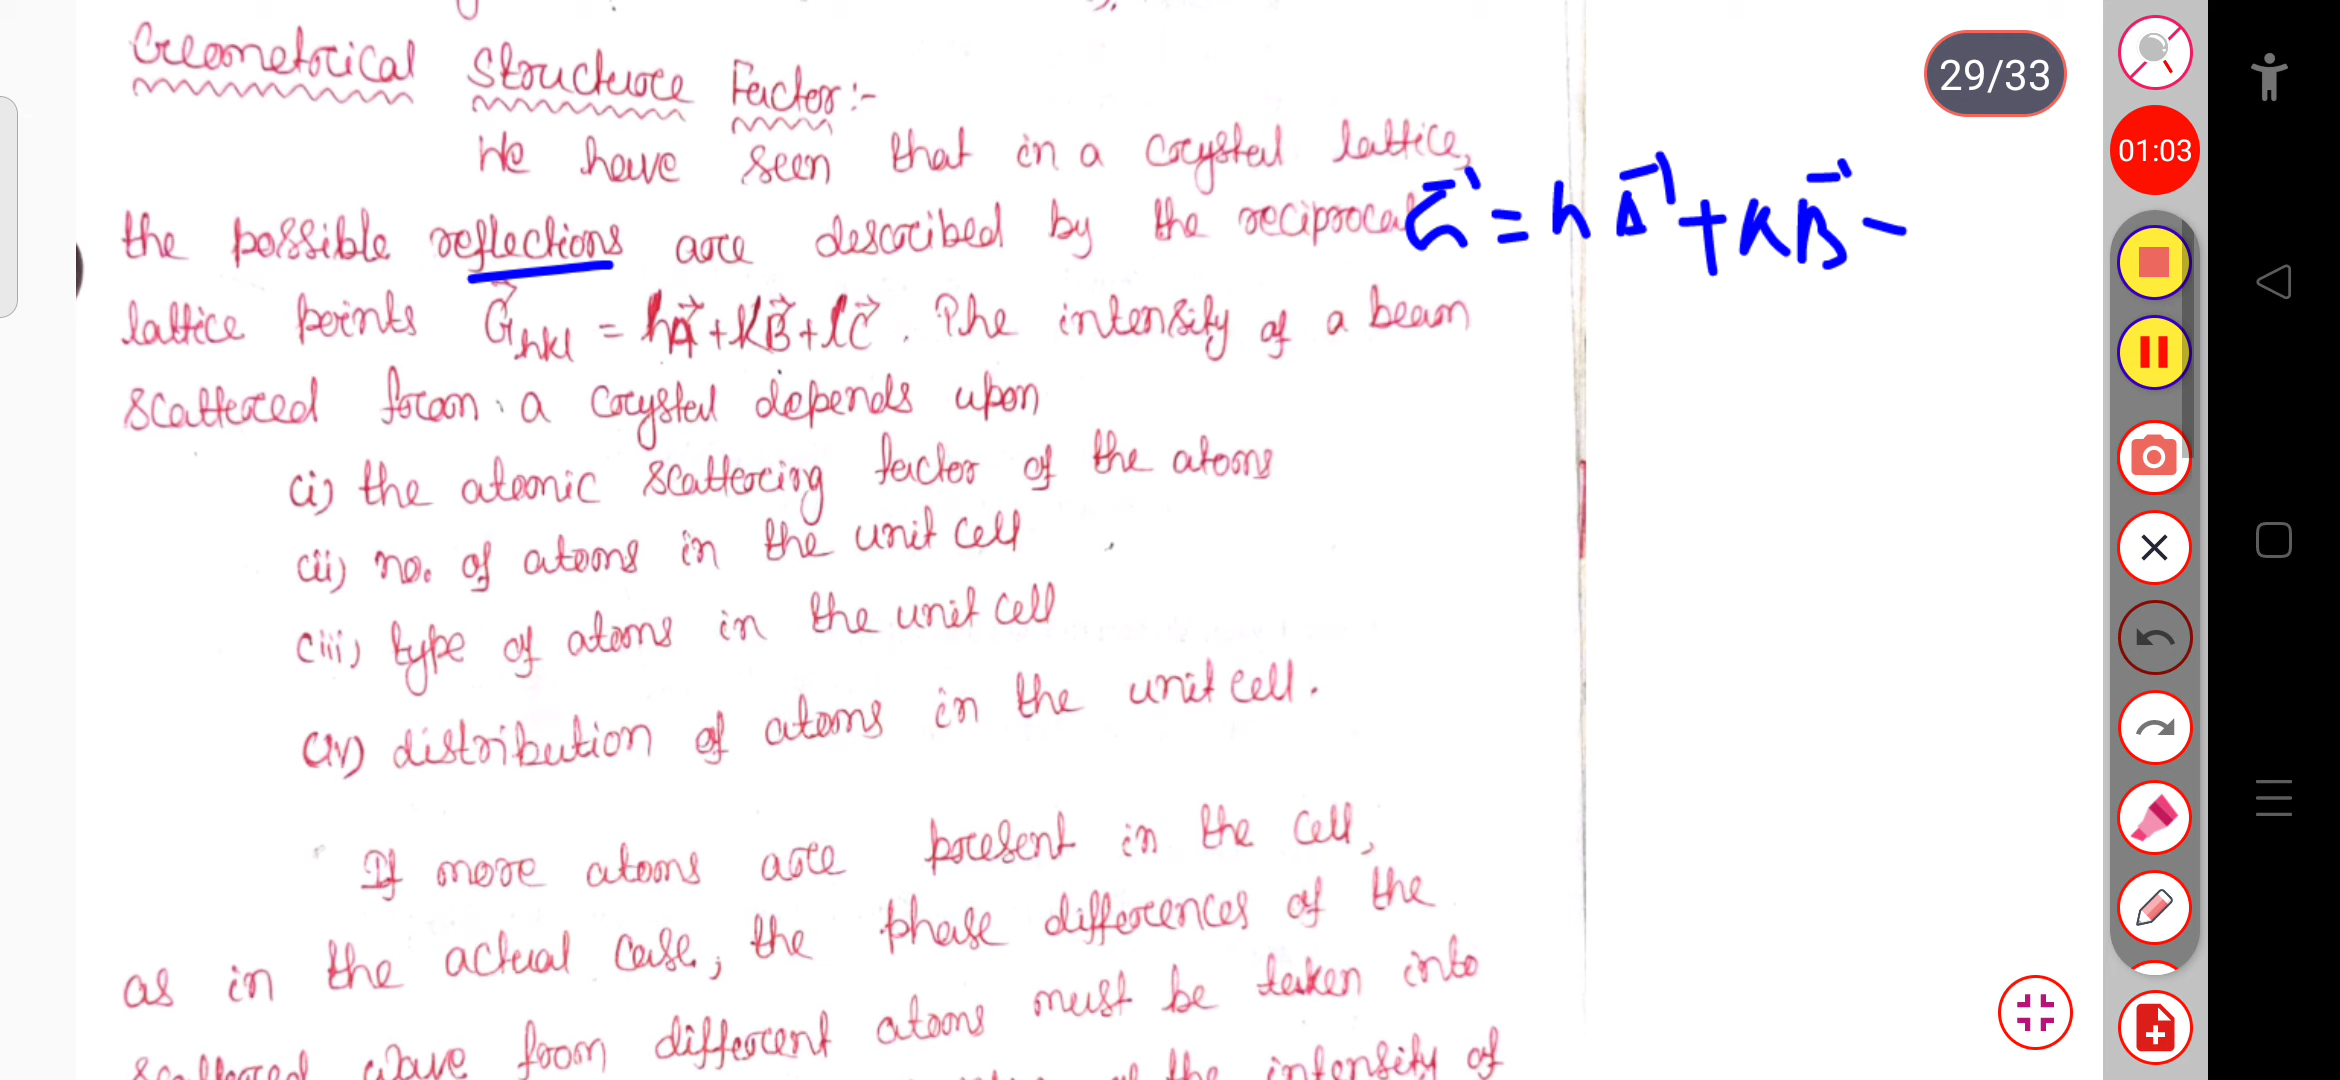 Geometrical Structure Factor:-
We have seen that in a crystal lattice,
the possible reflections are described by the reciprocal
G = hA + KB -
lattice points G hkl = hA + KB + lC . The intensity of a beam
scattered from a crystal depends upon
(i) the atomic scattering factor of the atoms
(ii) no. of atoms in the unit cell
(iii) type of atoms in the unit cell
(iv) distribution of atoms in the unit cell.
If more atoms are present in the cell,
as in the actual case, the phase differences of the
scattered wave from different atoms must be taken into
the intensity of
29/33
01:03